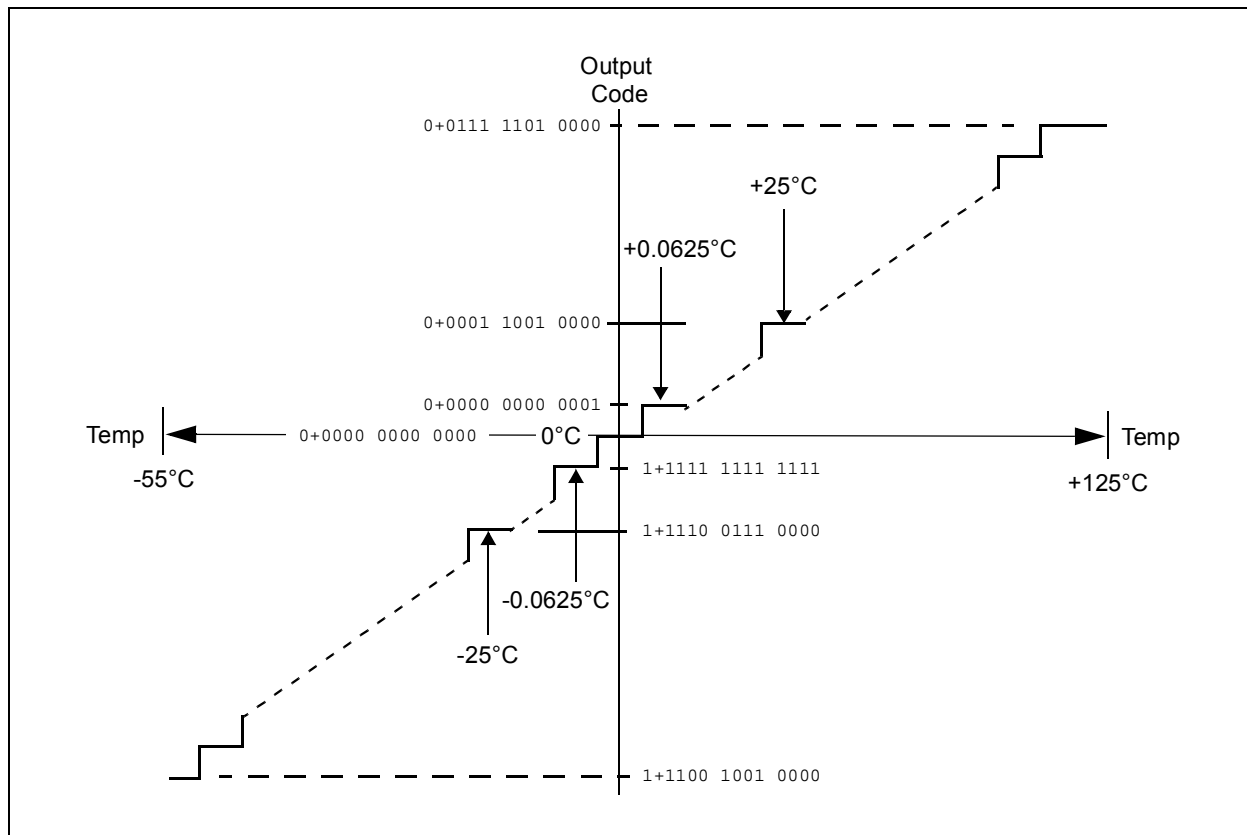 Output
Code
0+0111 1101 0000
+25°C
+0.0625°C
0+0001 1001 0000
0+0000 0000 0001
Temp
0+0000 0000 0000
0°C
Temp
-55°C
1+1111 1111 1111
+125°C
1+1110 0111 0000
-0.0625°C
-25°C
1+1100 1001 0000